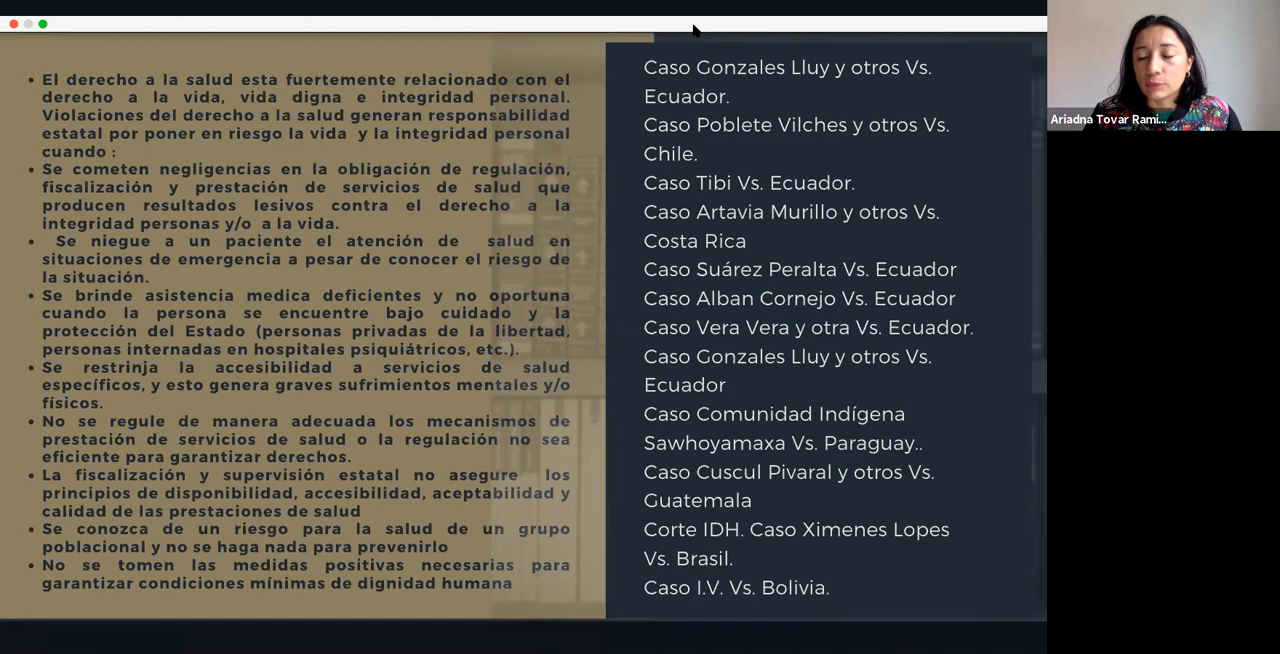 • El derecho a la salud esta fuertemente relacionado con el
derecho a la vida, vida digna e integridad personal.
Violaciones del derecho a la salud generan responsabilidad
estatal por poner en riesgo la vida y la integridad personal
cuando :
• Se cometen negligencias en la obligación de regulación,
fiscalización y prestación de servicios de salud que
producen resultados lesivos contra el derecho a la
integridad personas y/o a la vida.
• Se niegue a un paciente el atención de salud en
situaciones de emergencia a pesar de conocer el riesgo de
la situación.
• Se brinde asistencia medica deficientes y no oportuna
cuando la persona se encuentre bajo cuidado y la
protección del Estado (personas privadas de la libertad,
personas internadas en hospitales psiquiátricos, etc.).
• Se restrinja la accesibilidad a servicios de salud
específicos, y esto genera graves sufrimientos mentales y/o
físicos.
• No se regule de manera adecuada los mecanismos de
prestación de servicios de salud o la regulación no sea
eficiente para garantizar derechos.
• La fiscalización y supervisión estatal no asegure los
principios de disponibilidad, accesibilidad, aceptabilidad y
calidad de las prestaciones de salud
• Se conozca de un riesgo para la salud de un grupo
poblacional y no se haga nada para prevenirlo
• No se tomen las medidas positivas necesarias para
garantizar condiciones mínimas de dignidad humana
Caso Gonzales Lluy y otros Vs.
Ecuador.
Caso Poblete Vilches y otros Vs.
Chile.
Caso Tibi Vs. Ecuador.
Caso Artavia Murillo y otros Vs.
Costa Rica
Caso Suárez Peralta Vs. Ecuador
Caso Alban Cornejo Vs. Ecuador
Caso Vera Vera y otra Vs. Ecuador.
Caso Gonzales Lluy y otros Vs.
Ecuador
Caso Comunidad Indígena
Sawhoyamaxa Vs. Paraguay..
Caso Cuscul Pivaral y otros Vs.
Guatemala
Corte IDH. Caso Ximenes Lopes
Vs. Brasil.
Caso I.V. Vs. Bolivia.
Ariadna Tovar Rami...